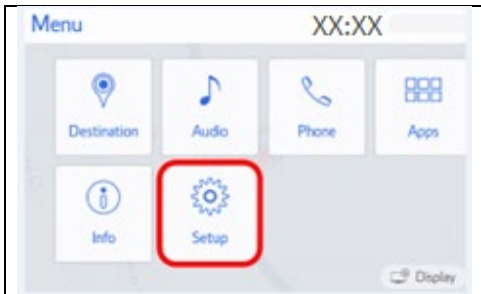 Menu XX:XX
Destination Audio Phone Apps
Info Setup
Display